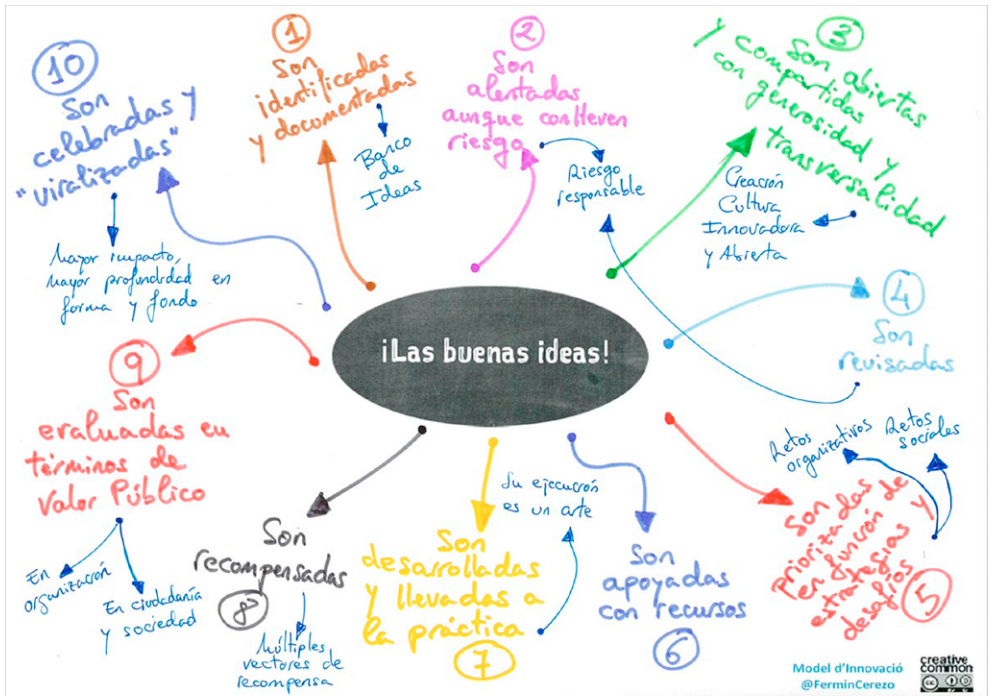 ¡Las buenas ideas!
1
Son
identificadas
y documentadas
Banco
de
Ideas
2
Son
alentadas
aunque conlleven
riesgo
Riesgo
responsable
3
Son abiertas
y compartidas
con generosidad y
transversalidad
Creación
Cultura
Innovadora
y Abierta
4
Son
revisadas
Retos
organizativos
Retos
sociales
Son
priorizadas
en función de
estrategias y
desafíos
5
Son
apoyadas
con recursos
6
Su ejecución
es un arte
Son
desarrolladas
y llevadas a
la práctica
7
Son
recompensadas
8
Múltiples
vectores de
recompensa
9
Son
evaluadas en
términos de
Valor Público
En
organización
En ciudadanía
y sociedad
10
Son
celebradas y
"viralizadas"
Mayor impacto,
mayor profundidad en
forma y fondo
Model d'Innovació
@FerminCerezo
creative
common